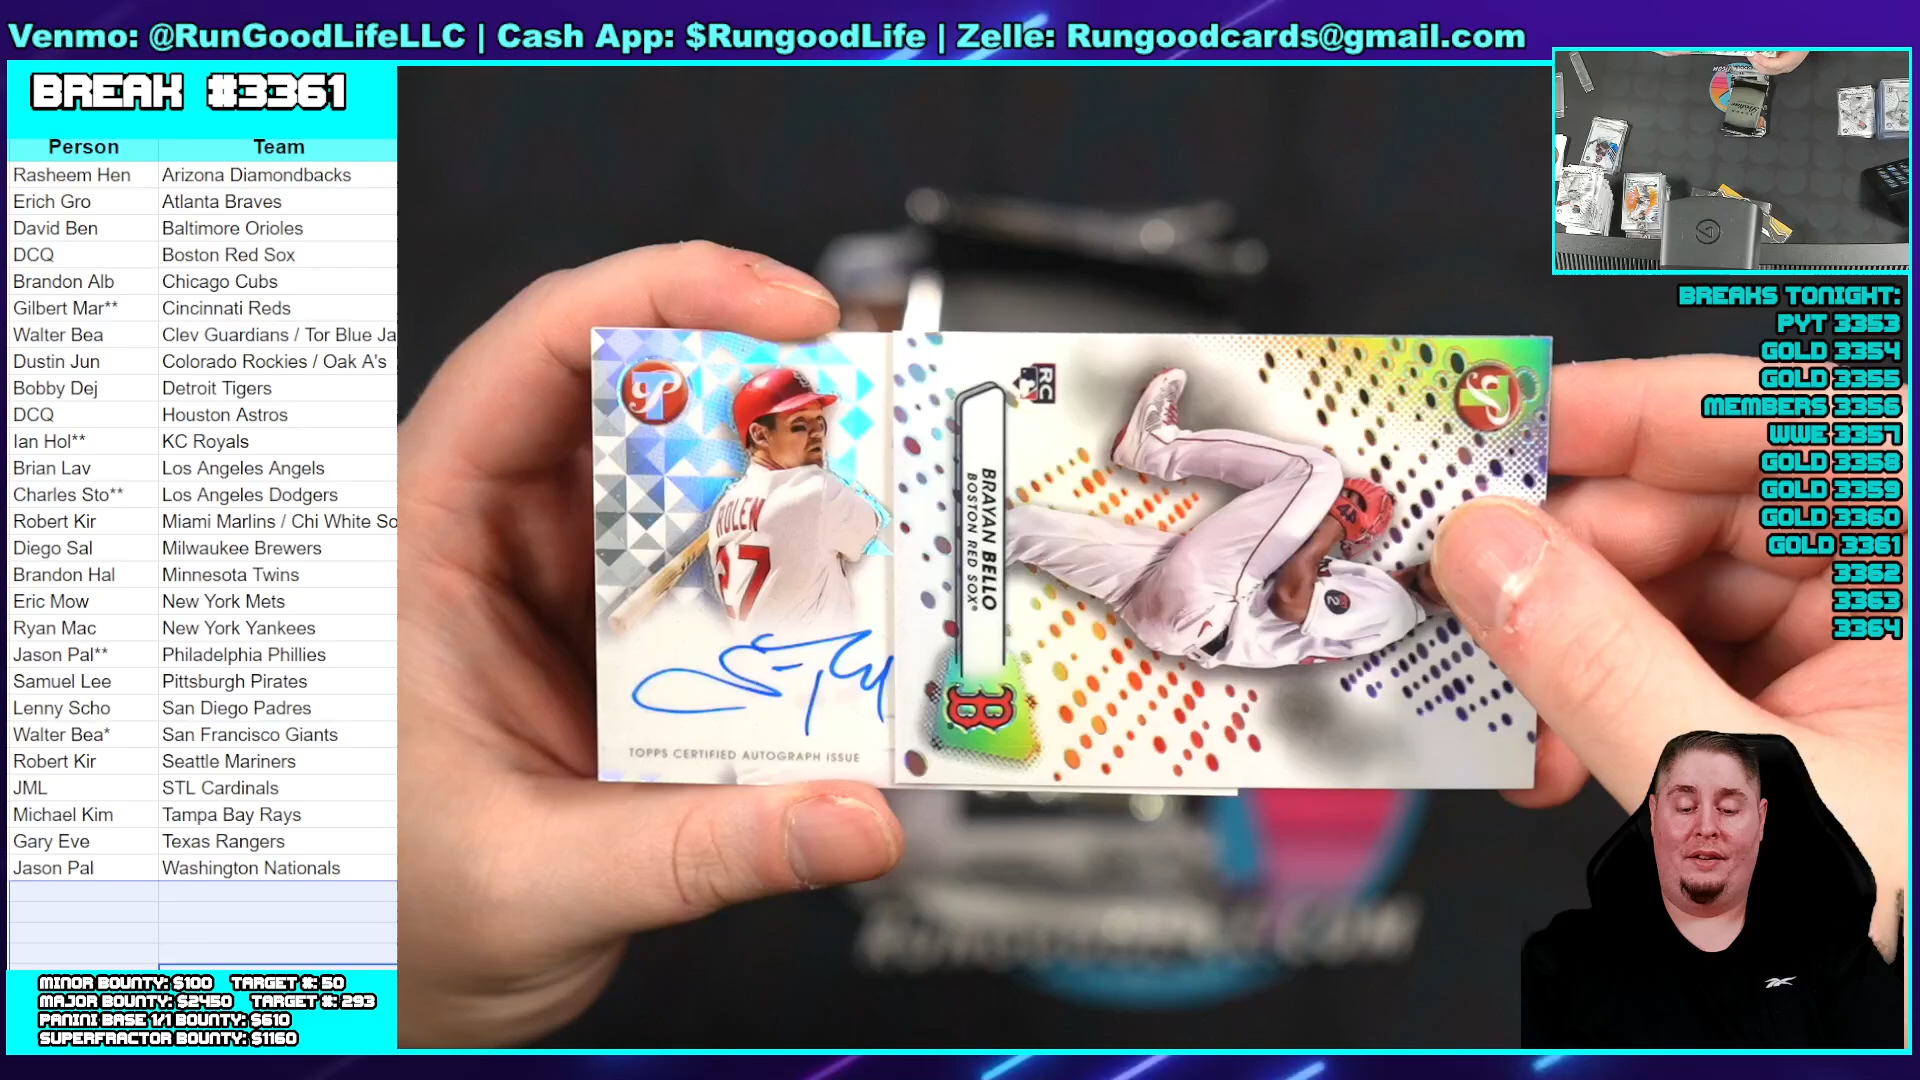 Venmo: @RunGoodLifeLLC | Cash App: $RungoodLife | Zelle: Rungoodcards@gmail.com
BREAK #3361
Person Team
Rasheem Hen Arizona Diamondbacks
Erich Gro Atlanta Braves
David Ben Baltimore Orioles
DCQ Boston Red Sox
Brandon Alb Chicago Cubs
Gilbert Mar** Cincinnati Reds
Walter Bea Clev Guardians / Tor Blue Ja
Dustin Jun Colorado Rockies / Oak A's
Bobby Dej Detroit Tigers
DCQ Houston Astros
Ian Hol** KC Royals
Brian Lav Los Angeles Angels
Charles Sto** Los Angeles Dodgers
Robert Kir Miami Marlins / Chi White So
Diego Sal Milwaukee Brewers
Brandon Hal Minnesota Twins
Eric Mow New York Mets
Ryan Mac New York Yankees
Jason Pal** Philadelphia Phillies
Samuel Lee Pittsburgh Pirates
Lenny Scho San Diego Padres
Walter Bea* San Francisco Giants
Robert Kir Seattle Mariners
JML STL Cardinals
Michael Kim Tampa Bay Rays
Gary Eve Texas Rangers
Jason Pal Washington Nationals
MINOR BOUNTY: $100 TARGET #: 50
MAJOR BOUNTY: $2450 TARGET #: 293
PANINI BASE 1/1 BOUNTY: $610
SUPERFRACTOR BOUNTY: $1160
ROLEN
27
TOPPS CERTIFIED AUTOGRAPH ISSUE
RC
BRAYAN BELLO
BOSTON RED SOX®
B
BREAKS TONIGHT:
PYT 3353
GOLD 3354
GOLD 3355
MEMBERS 3356
WWE 3357
GOLD 3358
GOLD 3359
GOLD 3360
GOLD 3361
3362
3363
3364